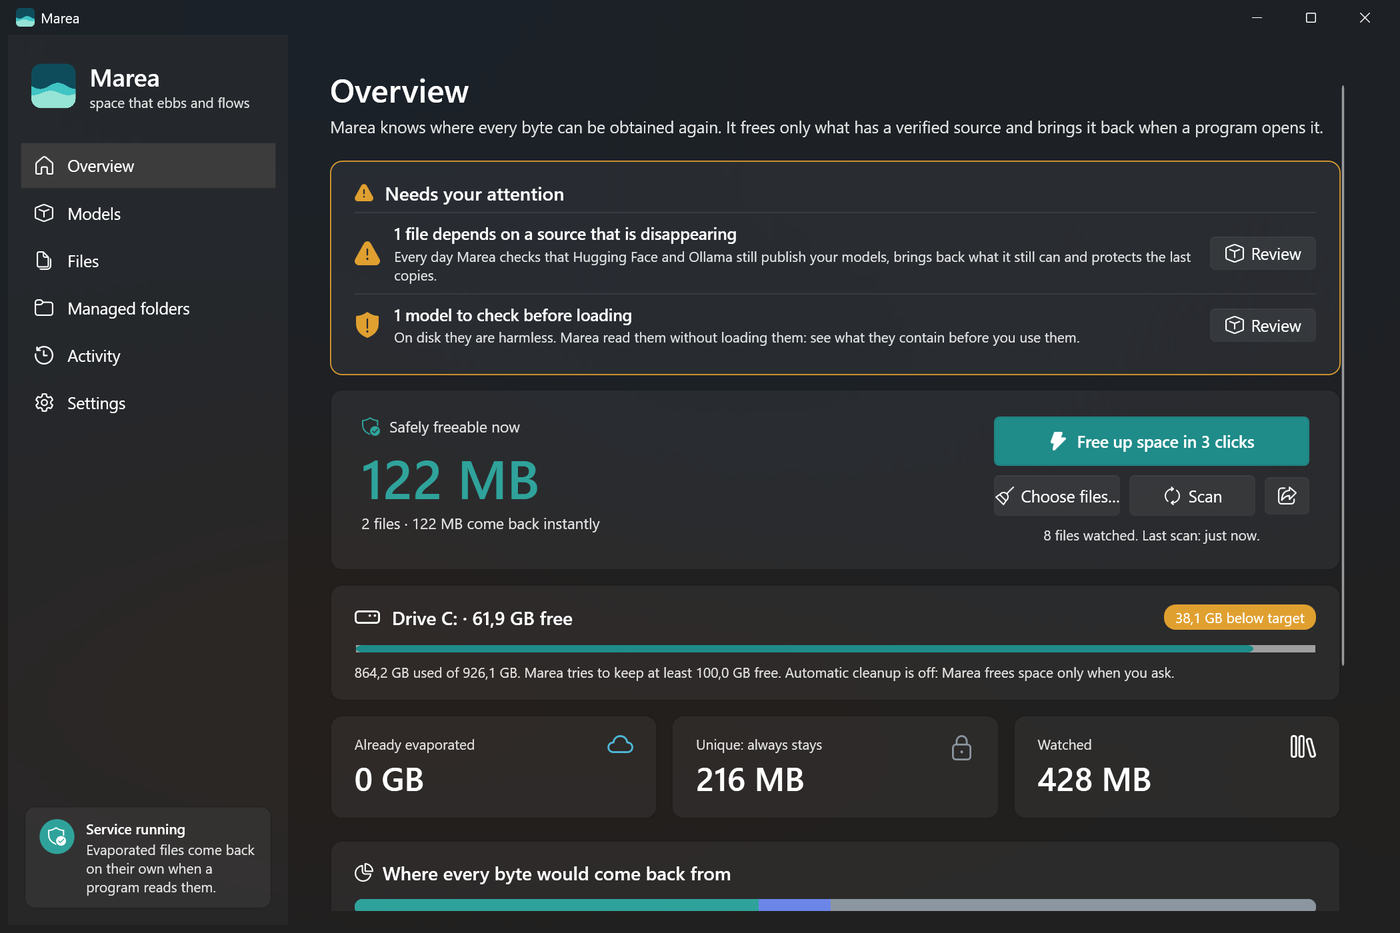 Marea
Marea
space that ebbs and flows
Overview
Models
Files
Managed folders
Activity
Settings
Service running
Evaporated files come back
on their own when a
program reads them.
Overview
Marea knows where every byte can be obtained again. It frees only what has a verified source and brings it back when a program opens it.
Needs your attention
1 file depends on a source that is disappearing
Every day Marea checks that Hugging Face and Ollama still publish your models, brings back what it still can and protects the last
copies.
Review
1 model to check before loading
On disk they are harmless. Marea read them without loading them: see what they contain before you use them.
Review
Safely freeable now
122 MB
2 files · 122 MB come back instantly
Free up space in 3 clicks
Choose files...
Scan
8 files watched. Last scan: just now.
Drive C: · 61,9 GB free
38,1 GB below target
864,2 GB used of 926,1 GB. Marea tries to keep at least 100,0 GB free. Automatic cleanup is off: Marea frees space only when you ask.
Already evaporated
0 GB
Unique: always stays
216 MB
Watched
428 MB
Where every byte would come back from